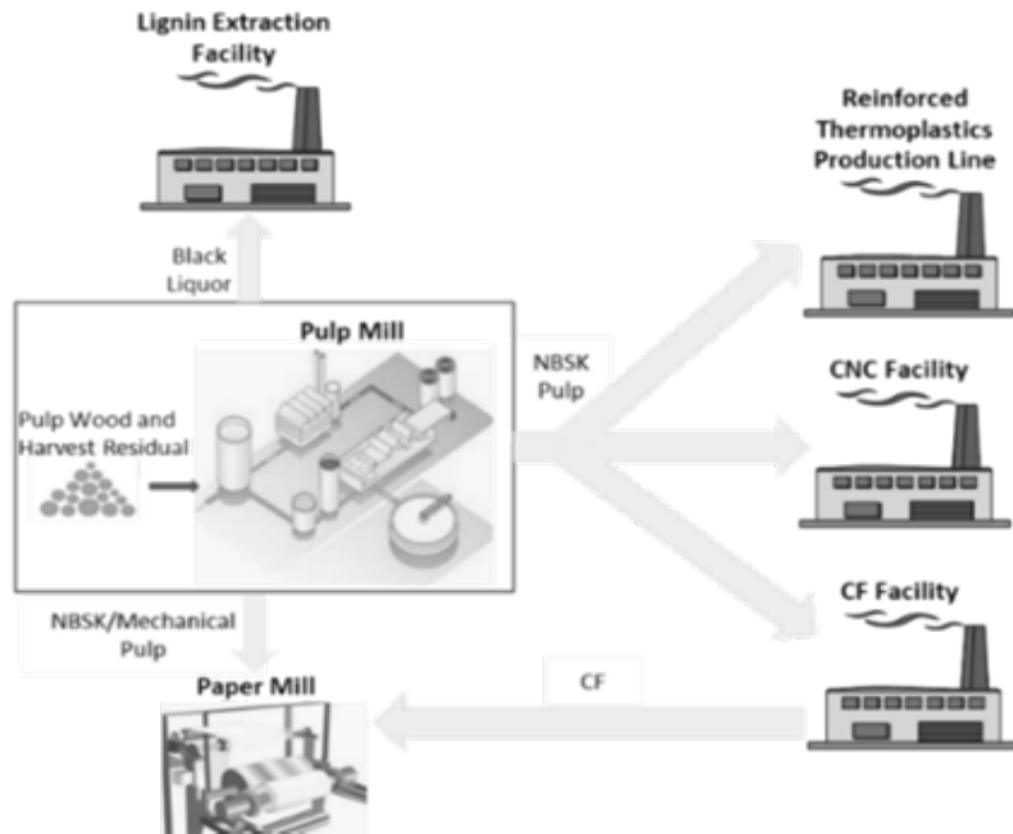 Lignin Extraction
Facility
Reinforced
Thermoplastics
Production Line
Black
Liquor
Pulp Mill
NBSK
Pulp
CNC Facility
Pulp Wood and
Harvest Residual
CF Facility
NBSK/Mechanical
Pulp
Paper Mill
CF